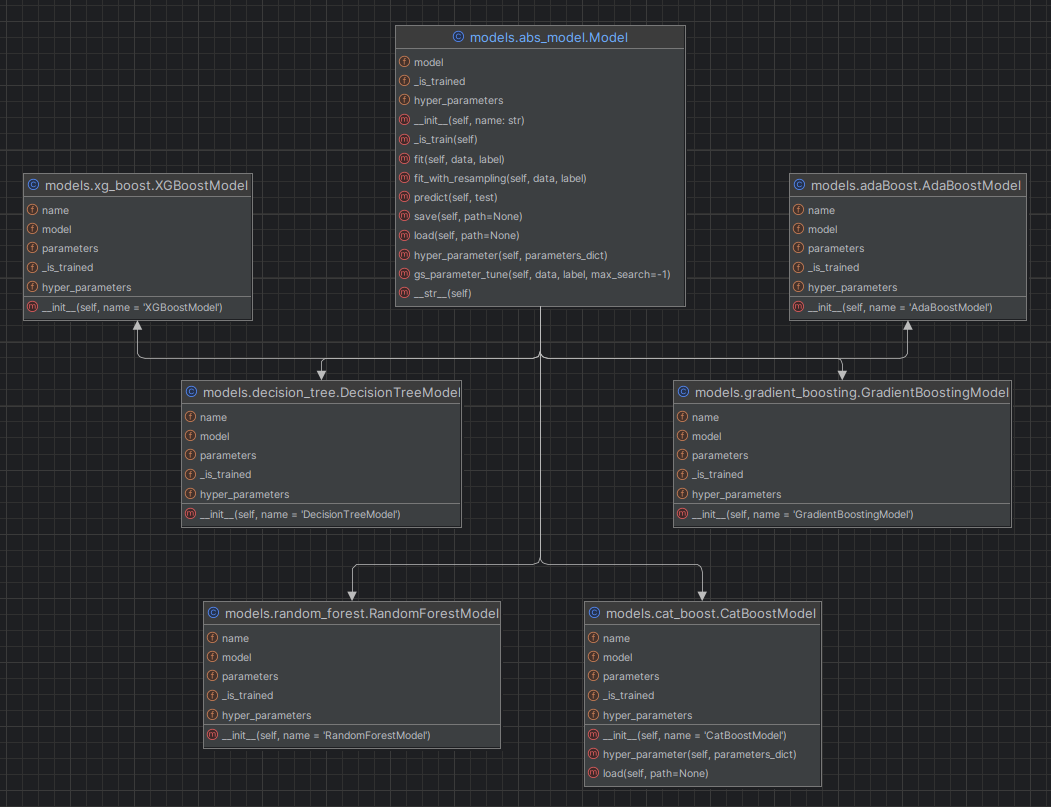 models.abs_model.Model
model
_is_trained
hyper_parameters
__init__(self, name: str)
_is_train(self)
fit(self, data, label)
fit_with_resampling(self, data, label)
predict(self, test)
save(self, path=None)
load(self, path=None)
hyper_parameter(self, parameters_dict)
gs_parameter_tune(self, data, label, max_search=-1)
__str__(self)
models.xg_boost.XGBoostModel
name
model
parameters
_is_trained
hyper_parameters
__init__(self, name = 'XGBoostModel')
models.adaBoost.AdaBoostModel
name
model
parameters
_is_trained
hyper_parameters
__init__(self, name = 'AdaBoostModel')
models.decision_tree.DecisionTreeModel
name
model
parameters
_is_trained
hyper_parameters
__init__(self, name = 'DecisionTreeModel')
models.gradient_boosting.GradientBoostingModel
name
model
parameters
_is_trained
hyper_parameters
__init__(self, name = 'GradientBoostingModel')
models.random_forest.RandomForestModel
name
model
parameters
_is_trained
hyper_parameters
__init__(self, name = 'RandomForestModel')
models.cat_boost.CatBoostModel
name
model
parameters
_is_trained
hyper_parameters
__init__(self, name = 'CatBoostModel')
hyper_parameter(self, parameters_dict)
load(self, path=None)